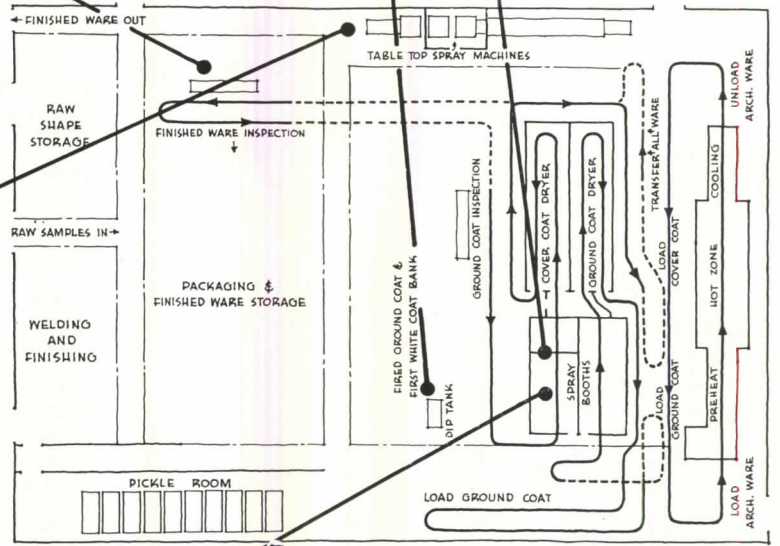 FINISHED WARE OUT
TABLE TOP SPRAY MACHINES
RAW
SHAPE
STORAGE
FINISHED WARE INSPECTION
RAW SAMPLES IN
PACKAGING &
FINISHED WARE STORAGE
WELDING
AND
FINISHING
PICKLE ROOM
FIRED GROUND COAT &
FIRST WHITE COAT BANK
DIP TANK
GROUND COAT INSPECTION
COVER COAT DRYER
GROUND COAT DRYER
SPRAY
BOOTHS
LOAD GROUND COAT
TRANSFER "ALL" WARE
LOAD
COVER COAT
LOAD
GROUND COAT
COOLING
HOT ZONE
PREHEAT
UNLOAD
ARCH. WARE
LOAD
ARCH. WARE